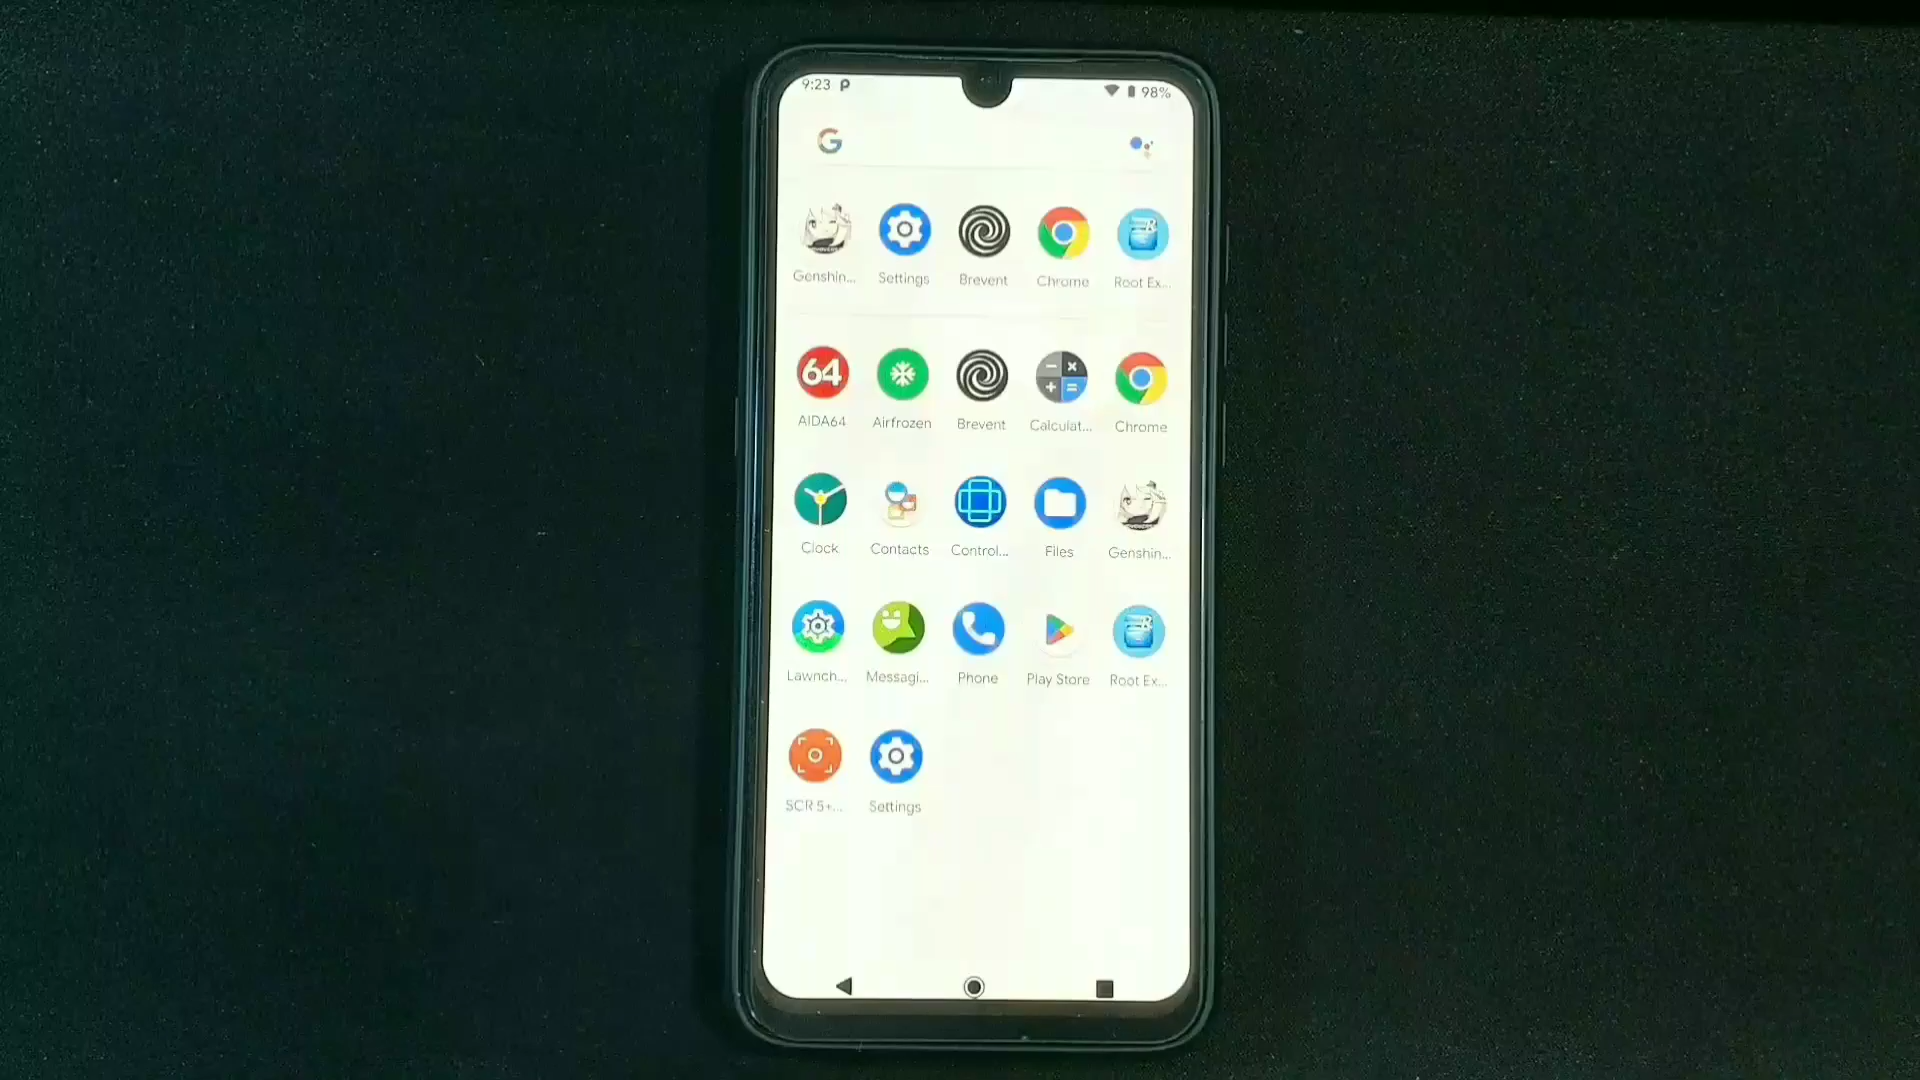 9:23 98%
Genshin... Settings Brevent Chrome Root Ex...
64
AIDA64 Airfrozen Brevent Calculat... Chrome
Clock Contacts Control... Files Genshin...
Lawnch... Messagi... Phone Play Store Root Ex...
SCR 5+... Settings